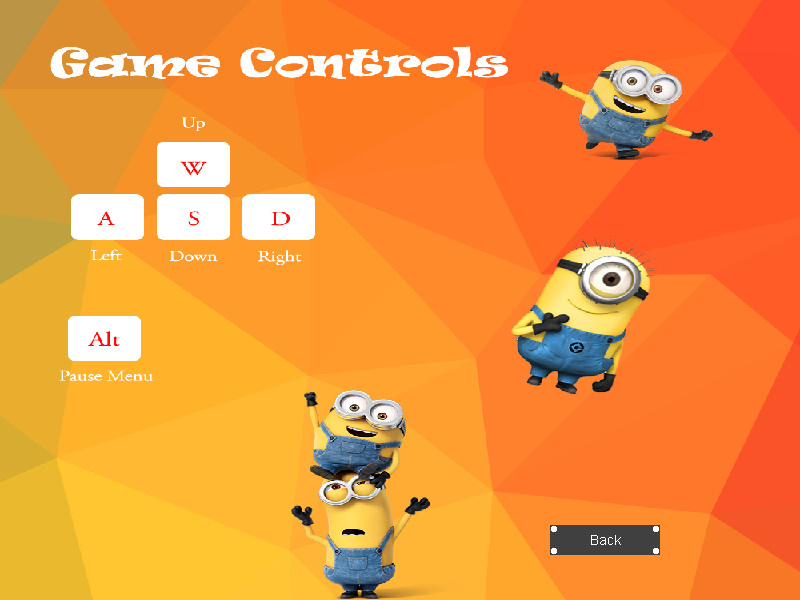 Game Controls
Up
W
A S D
Left Down Right
Alt
Pause Menu
Back